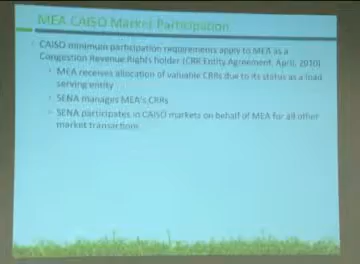 MEA CAISO Market Participation
CAISO minimum participation requirements apply to MEA as a
Congestion Revenue Rights holder (CRR Entity Agreement, April, 2010)
MEA receives allocation of valuable CRRs due to its status as a load
serving entity
SENA manages MEA's CRRs
SENA participates in CAISO markets on behalf of MEA for all other
market transactions